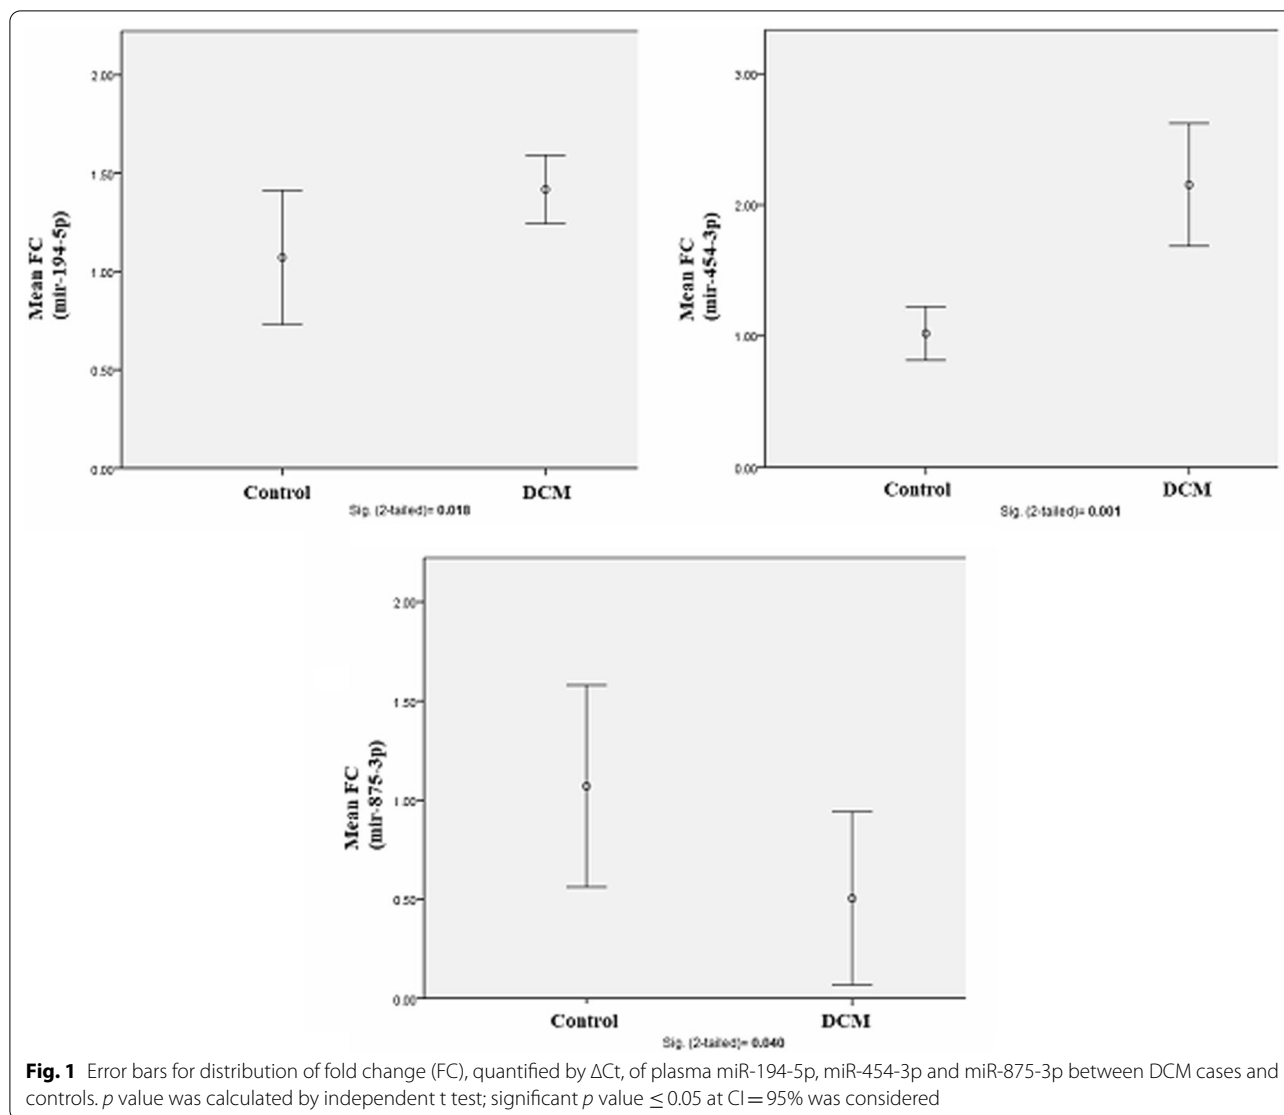 2.00
1.50
1.00
0.50
0.00
Mean FC
(mir-194-5p)
Control DCM
Sig. (2-tailed)= 0.018
3.00
2.00
1.00
0.00
Mean FC
(mir-454-3p)
Control DCM
Sig. (2-tailed)= 0.001
2.00
1.50
1.00
0.50
0.00
Mean FC
(mir-875-3p)
Control DCM
Sig. (2-tailed)= 0.040
Fig. 1 Error bars for distribution of fold change (FC), quantified by ΔCt, of plasma miR-194-5p, miR-454-3p and miR-875-3p between DCM cases and
controls. p value was calculated by independent t test; significant p value ≤ 0.05 at CI = 95% was considered